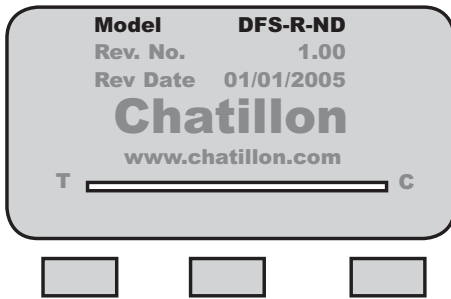 Model DFS-R-ND
Rev. No. 1.00
Rev Date 01/01/2005
Chatillon
www.chatillon.com
T C